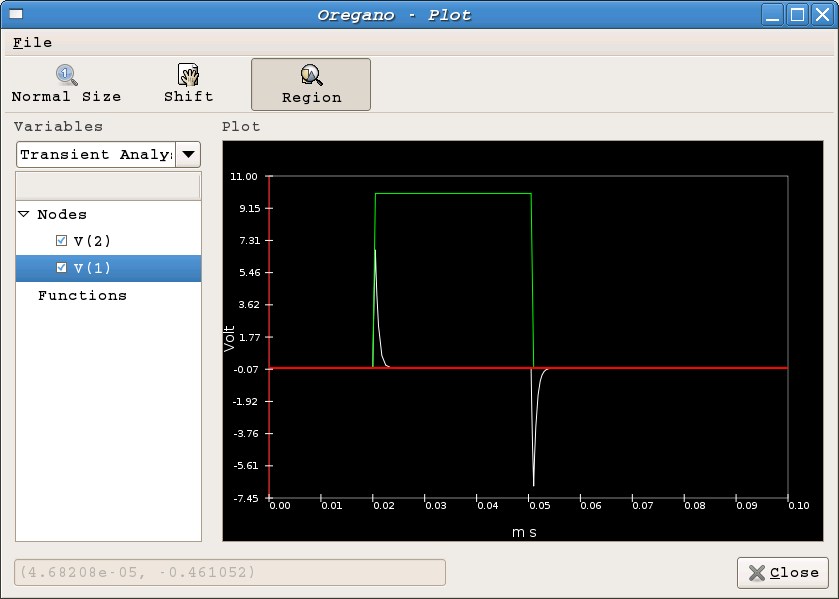 Oregano - Plot
File
1
Normal Size
Shift
Region
Variables
Plot
Transient Analy
Nodes
V(2)
V(1)
Functions
11.00
9.15
7.31
5.46
3.62
1.77
-0.07
-1.92
-3.76
-5.61
-7.45
Volt
0.00 0.01 0.02 0.03 0.04 0.05 0.06 0.07 0.08 0.09 0.10
m s
(4.68208e-05, -0.461052)
Close